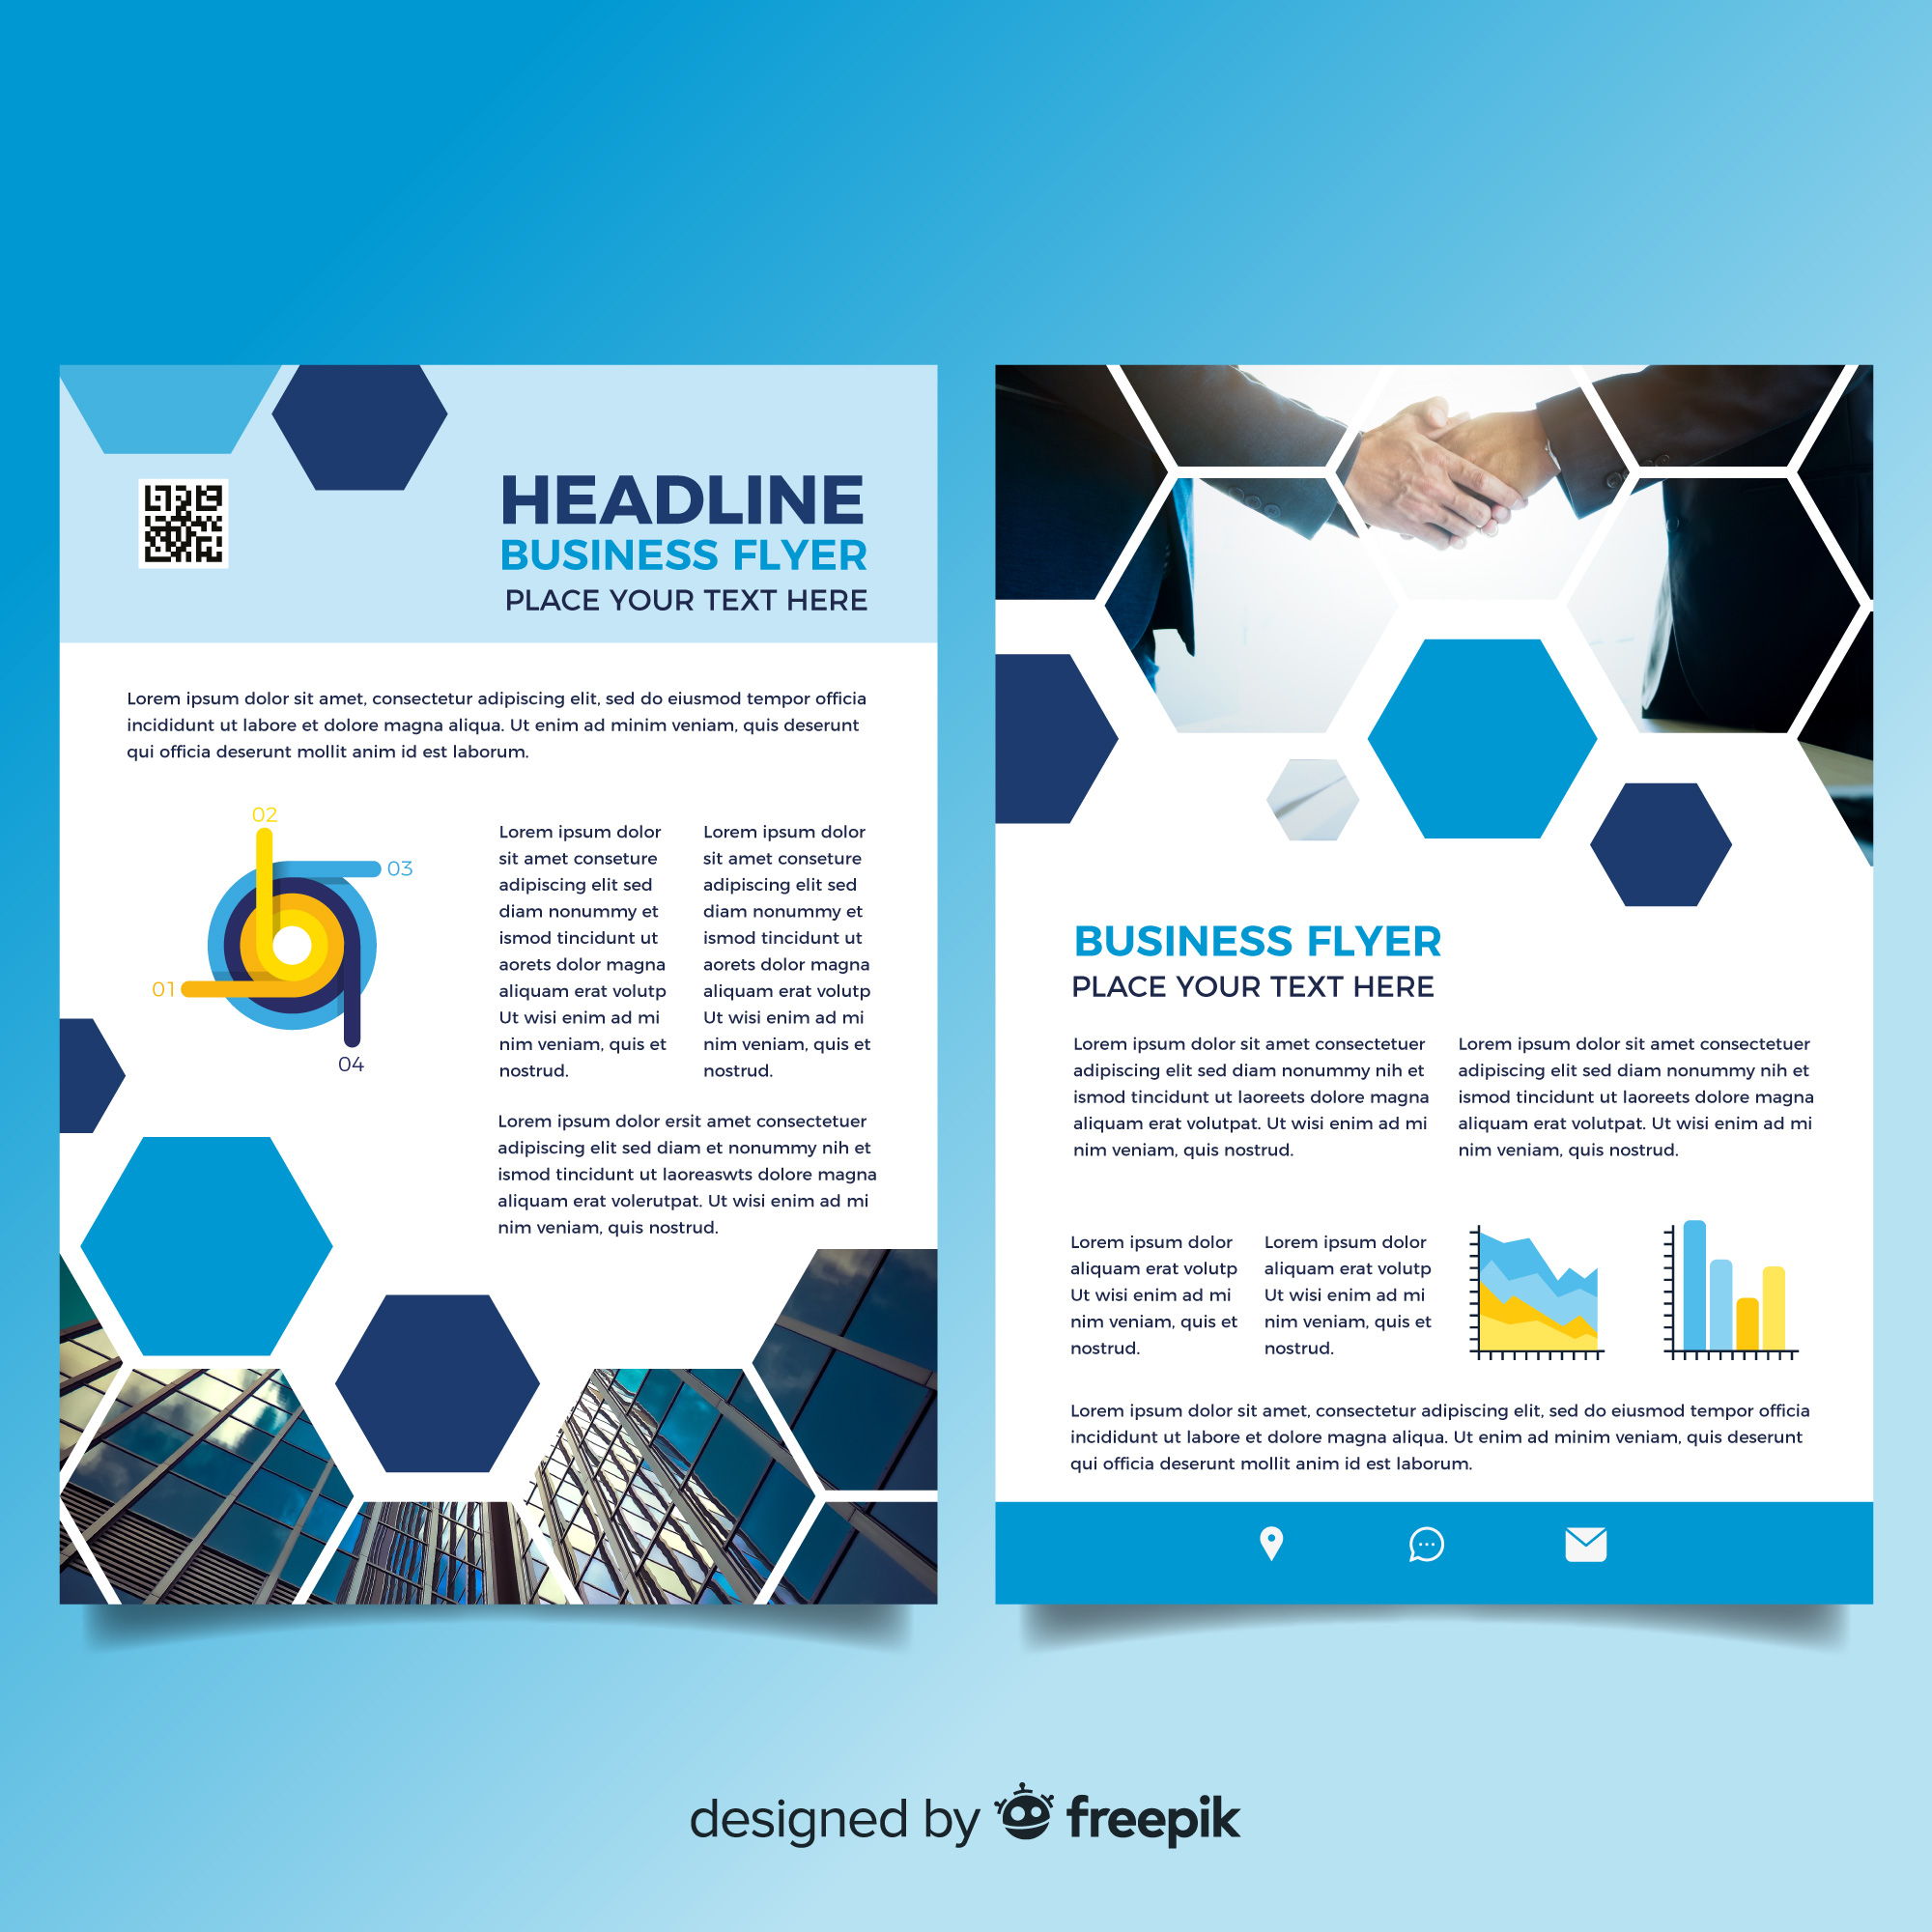 HEADLINE
BUSINESS FLYER
PLACE YOUR TEXT HERE
Lorem ipsum dolor sit amet, consectetur adipiscing elit, sed do eiusmod tempor officia
incididunt ut labore et dolore magna aliqua. Ut enim ad minim veniam, quis deserunt
qui officia deserunt mollit anim id est laborum.
02
03
01
04
Lorem ipsum dolor
sit amet conseture
adipiscing elit sed
diam nonummy et
ismod tincidunt ut
aorets dolor magna
aliquam erat volutp
Ut wisi enim ad mi
nim veniam, quis et
nostrud.
Lorem ipsum dolor
sit amet conseture
adipiscing elit sed
diam nonummy et
ismod tincidunt ut
aorets dolor magna
aliquam erat volutp
Ut wisi enim ad mi
nim veniam, quis et
nostrud.
Lorem ipsum dolor ersit amet consectetuer
adipiscing elit sed diam et nonummy nih et
ismod tincidunt ut laoreaswts dolore magna
aliquam erat volerutpat. Ut wisi enim ad mi
nim veniam, quis nostrud.
BUSINESS FLYER
PLACE YOUR TEXT HERE
Lorem ipsum dolor sit amet consectetuer
adipiscing elit sed diam nonummy nih et
ismod tincidunt ut laoreets dolore magna
aliquam erat volutpat. Ut wisi enim ad mi
nim veniam, quis nostrud.
Lorem ipsum dolor sit amet consectetuer
adipiscing elit sed diam nonummy nih et
ismod tincidunt ut laoreets dolore magna
aliquam erat volutpat. Ut wisi enim ad mi
nim veniam, quis nostrud.
Lorem ipsum dolor
aliquam erat volutp
Ut wisi enim ad mi
nim veniam, quis et
nostrud.
Lorem ipsum dolor
aliquam erat volutp
Ut wisi enim ad mi
nim veniam, quis et
nostrud.
Lorem ipsum dolor sit amet, consectetur adipiscing elit, sed do eiusmod tempor officia
incididunt ut labore et dolore magna aliqua. Ut enim ad minim veniam, quis deserunt
qui officia deserunt mollit anim id est laborum.
designed by freepik